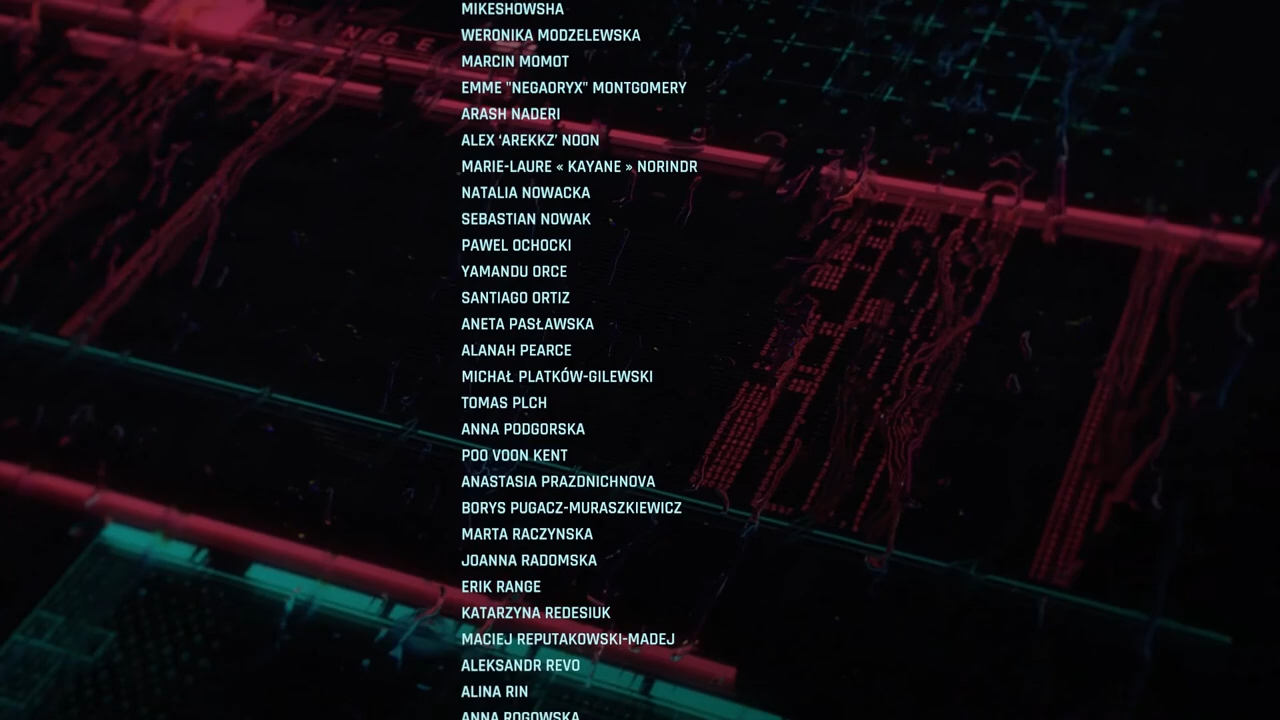 MIKESHOWSHA
WERONIKA MODZELEWSKA
MARCIN MOMOT
EMME "NEGAORYX" MONTGOMERY
ARASH NADERI
ALEX ‘AREKKZ’ NOON
MARIE-LAURE « KAYANE » NORINDR
NATALIA NOWACKA
SEBASTIAN NOWAK
PAWEL OCHOCKI
YAMANDU ORCE
SANTIAGO ORTIZ
ANETA PASŁAWSKA
ALANAH PEARCE
MICHAŁ PLATKÓW-GILEWSKI
TOMAS PLCH
ANNA PODGORSKA
POO VOON KENT
ANASTASIA PRAZDNICHNOVA
BORYS PUGACZ-MURASZKIEWICZ
MARTA RACZYNSKA
JOANNA RADOMSKA
ERIK RANGE
KATARZYNA REDESIUK
MACIEJ REPUTAKOWSKI-MADEJ
ALEKSANDR REVO
ALINA RIN
ANNA ROGOWSKA